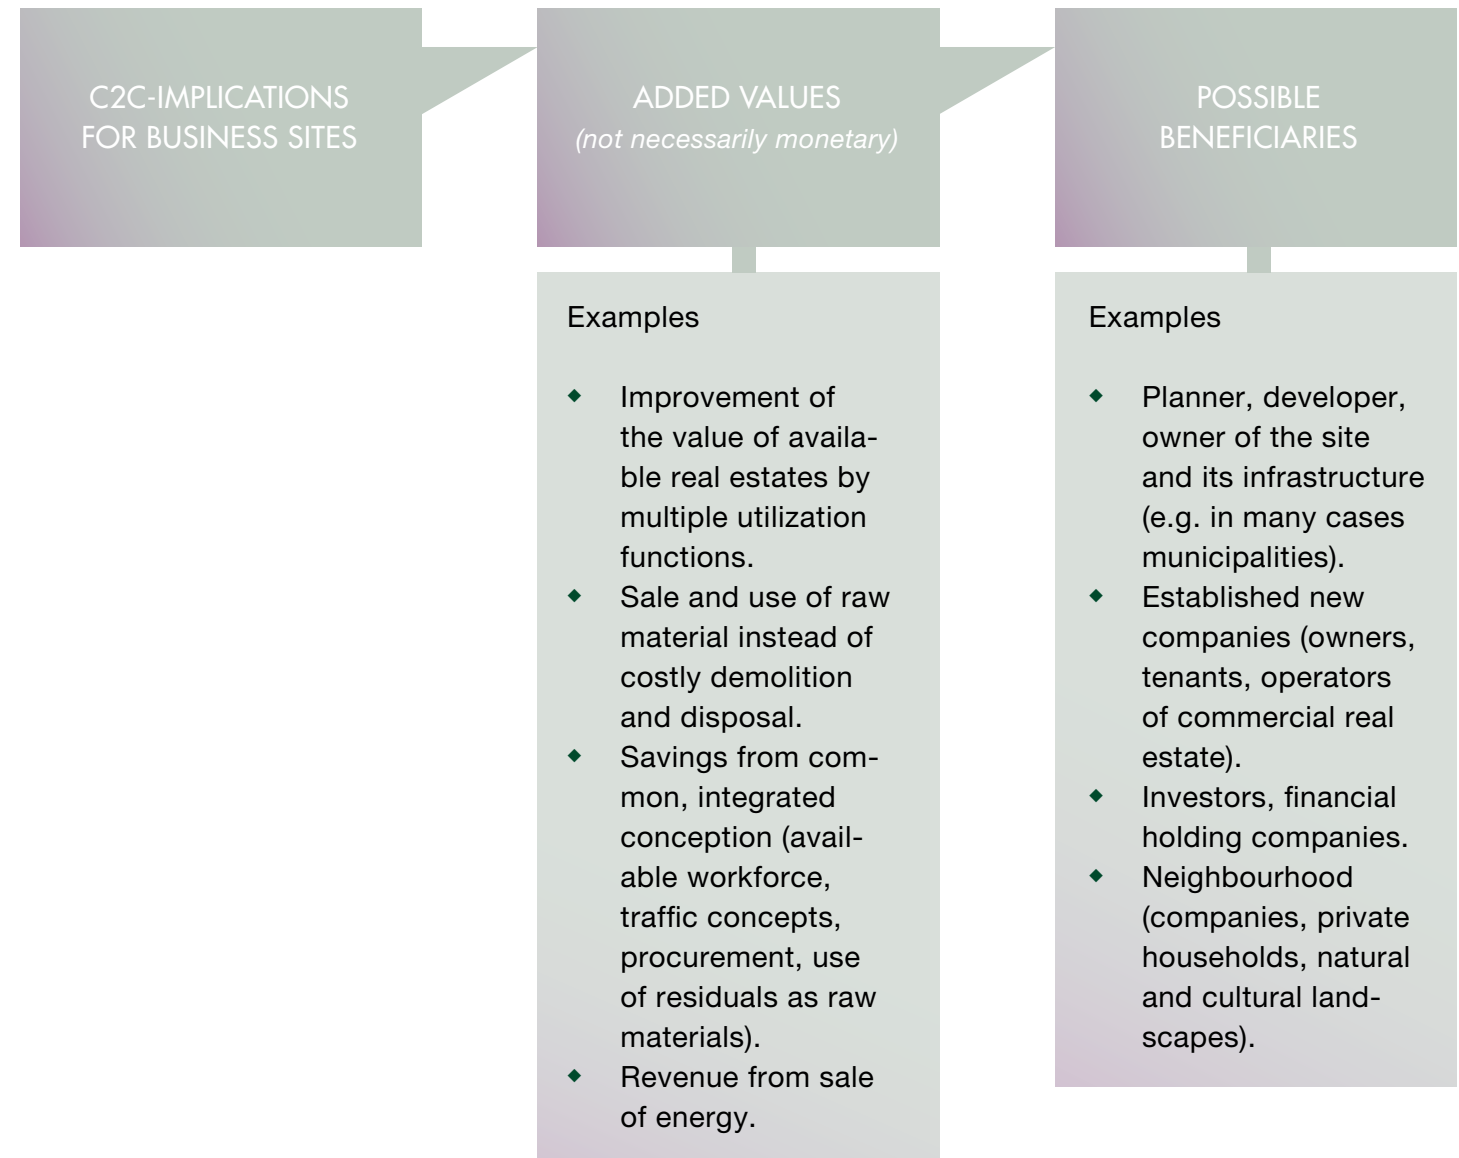 C2C-IMPLICATIONS
FOR BUSINESS SITES
ADDED VALUES
(not necessarily monetary)
POSSIBLE
BENEFICIARIES
Examples
◆ Improvement of
the value of availa-
ble real estates by
multiple utilization
functions.
◆ Sale and use of raw
material instead of
costly demolition
and disposal.
◆ Savings from com-
mon, integrated
conception (avail-
able workforce,
traffic concepts,
procurement, use
of residuals as raw
materials).
◆ Revenue from sale
of energy.
Examples
◆ Planner, developer,
owner of the site
and its infrastructure
(e.g. in many cases
municipalities).
◆ Established new
companies (owners,
tenants, operators
of commercial real
estate).
◆ Investors, financial
holding companies.
◆ Neighbourhood
(companies, private
households, natural
and cultural land-
scapes).